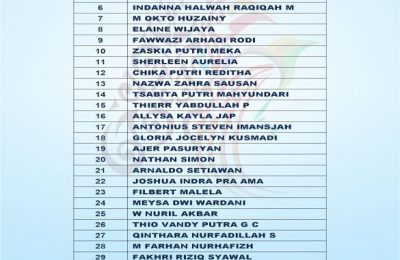 6 INDANNA HALWAH RAQIQAH M
7 M OKTO HUZAINY
8 ELAINE WIJAYA
9 FAWWAZI ARHAQI RODI
10 ZASKIA PUTRI MEKA
11 SHERLEEN AURELIA
12 CHIKA PUTRI REDITHA
13 NAZWA ZAHRA SAUSAN
14 TSABITA PUTRI MAHYUNDARI
15 THIERR YABDULLAH P
16 ALLYSA KAYLA JAP
17 ANTONIUS STEVEN IMANSJAH
18 GLORIA JOCELYN KUSMADI
19 AJER PASURYAN
20 NATHAN SIMON
21 ARNALDO SETIAWAN
22 JOSHUA INDRA PRA AMA
23 FILBERT MALELA
24 MEYSA DWI WARDANI
25 W NURIL AKBAR
26 THIO VANDY PUTRA G C
27 QINTHARA NURFADILLAH S
28 M FARHAN NURHAFIZH
29 FAKHRI RIZIQ SYAWAL